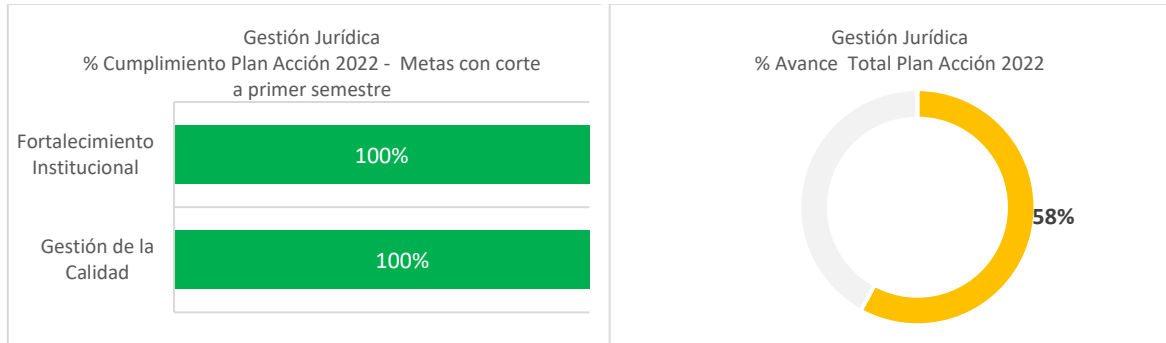 Gestión Jurídica
% Cumplimiento Plan Acción 2022 - Metas con corte
a primer semestre
Fortalecimiento
Institucional
100%
Gestión de la
Calidad
100%
Gestión Jurídica
% Avance Total Plan Acción 2022
58%